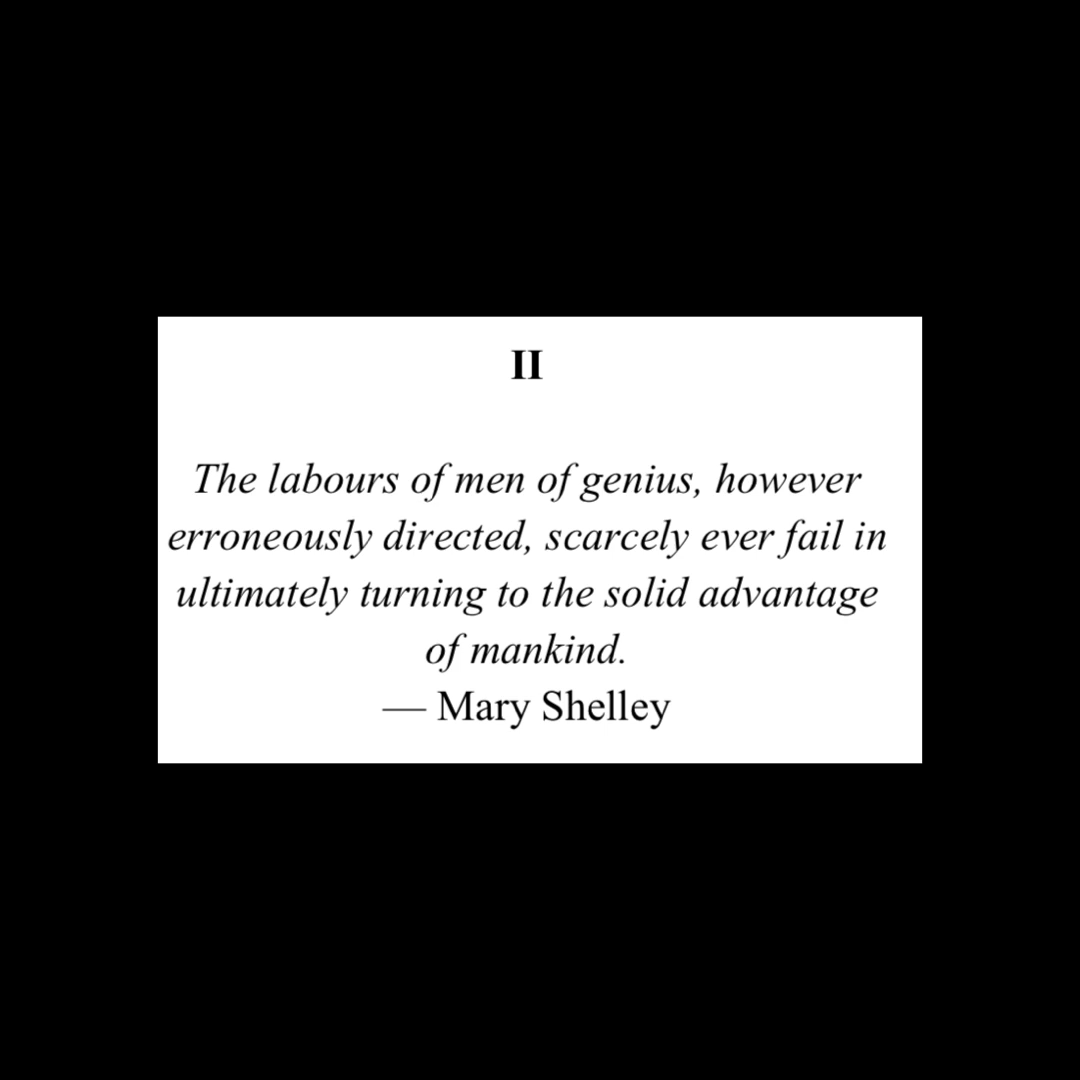 II
The labours of men of genius, however
erroneously directed, scarcely ever fail in
ultimately turning to the solid advantage
of mankind.
— Mary Shelley